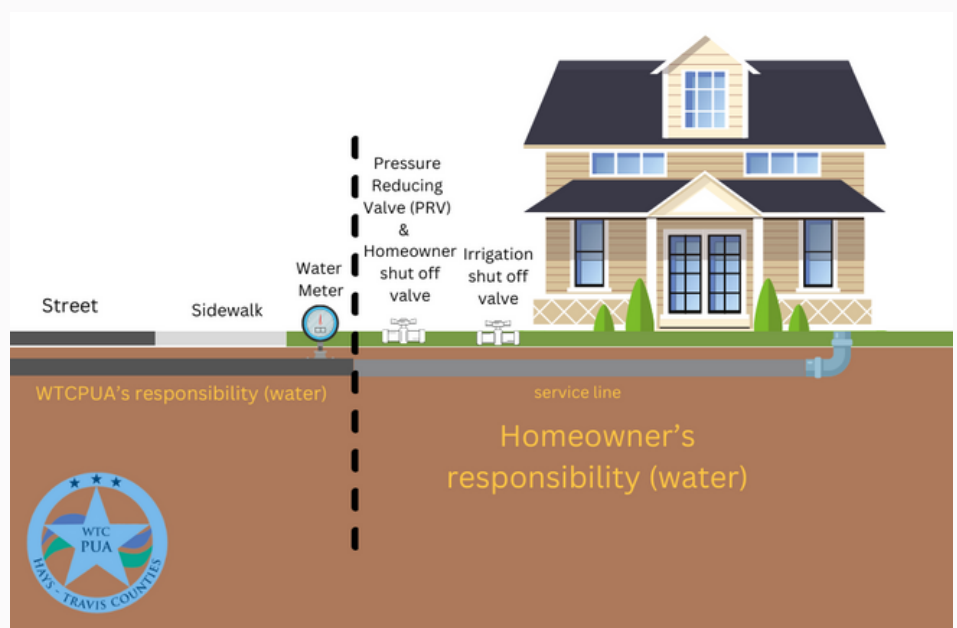 Pressure
Reducing
Valve (PRV)
&
Homeowner
shut off
valve
Irrigation
shut off
valve
Water
Meter
Street
Sidewalk
WTCPUA's responsibility (water)
service line
Homeowner's
responsibility (water)
WTC
PUA
HAYS - TRAVIS COUNTIES